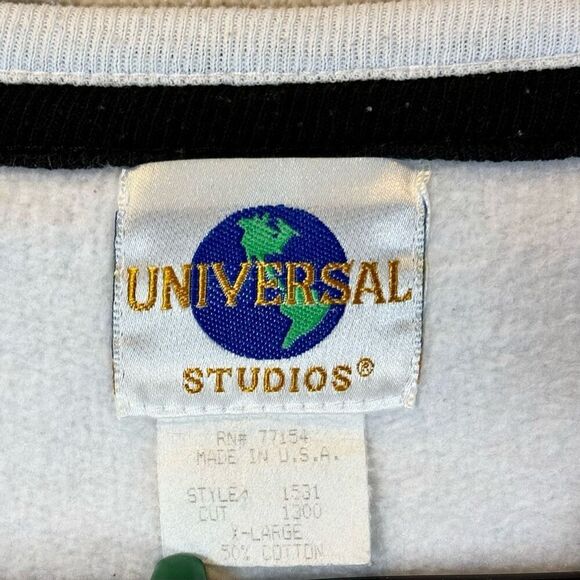 UNIVERSAL
STUDIOS®
RN# 77154
MADE IN U.S.A.
STYLE# 1531
CUT 1300
X-LARGE
50% COTTON